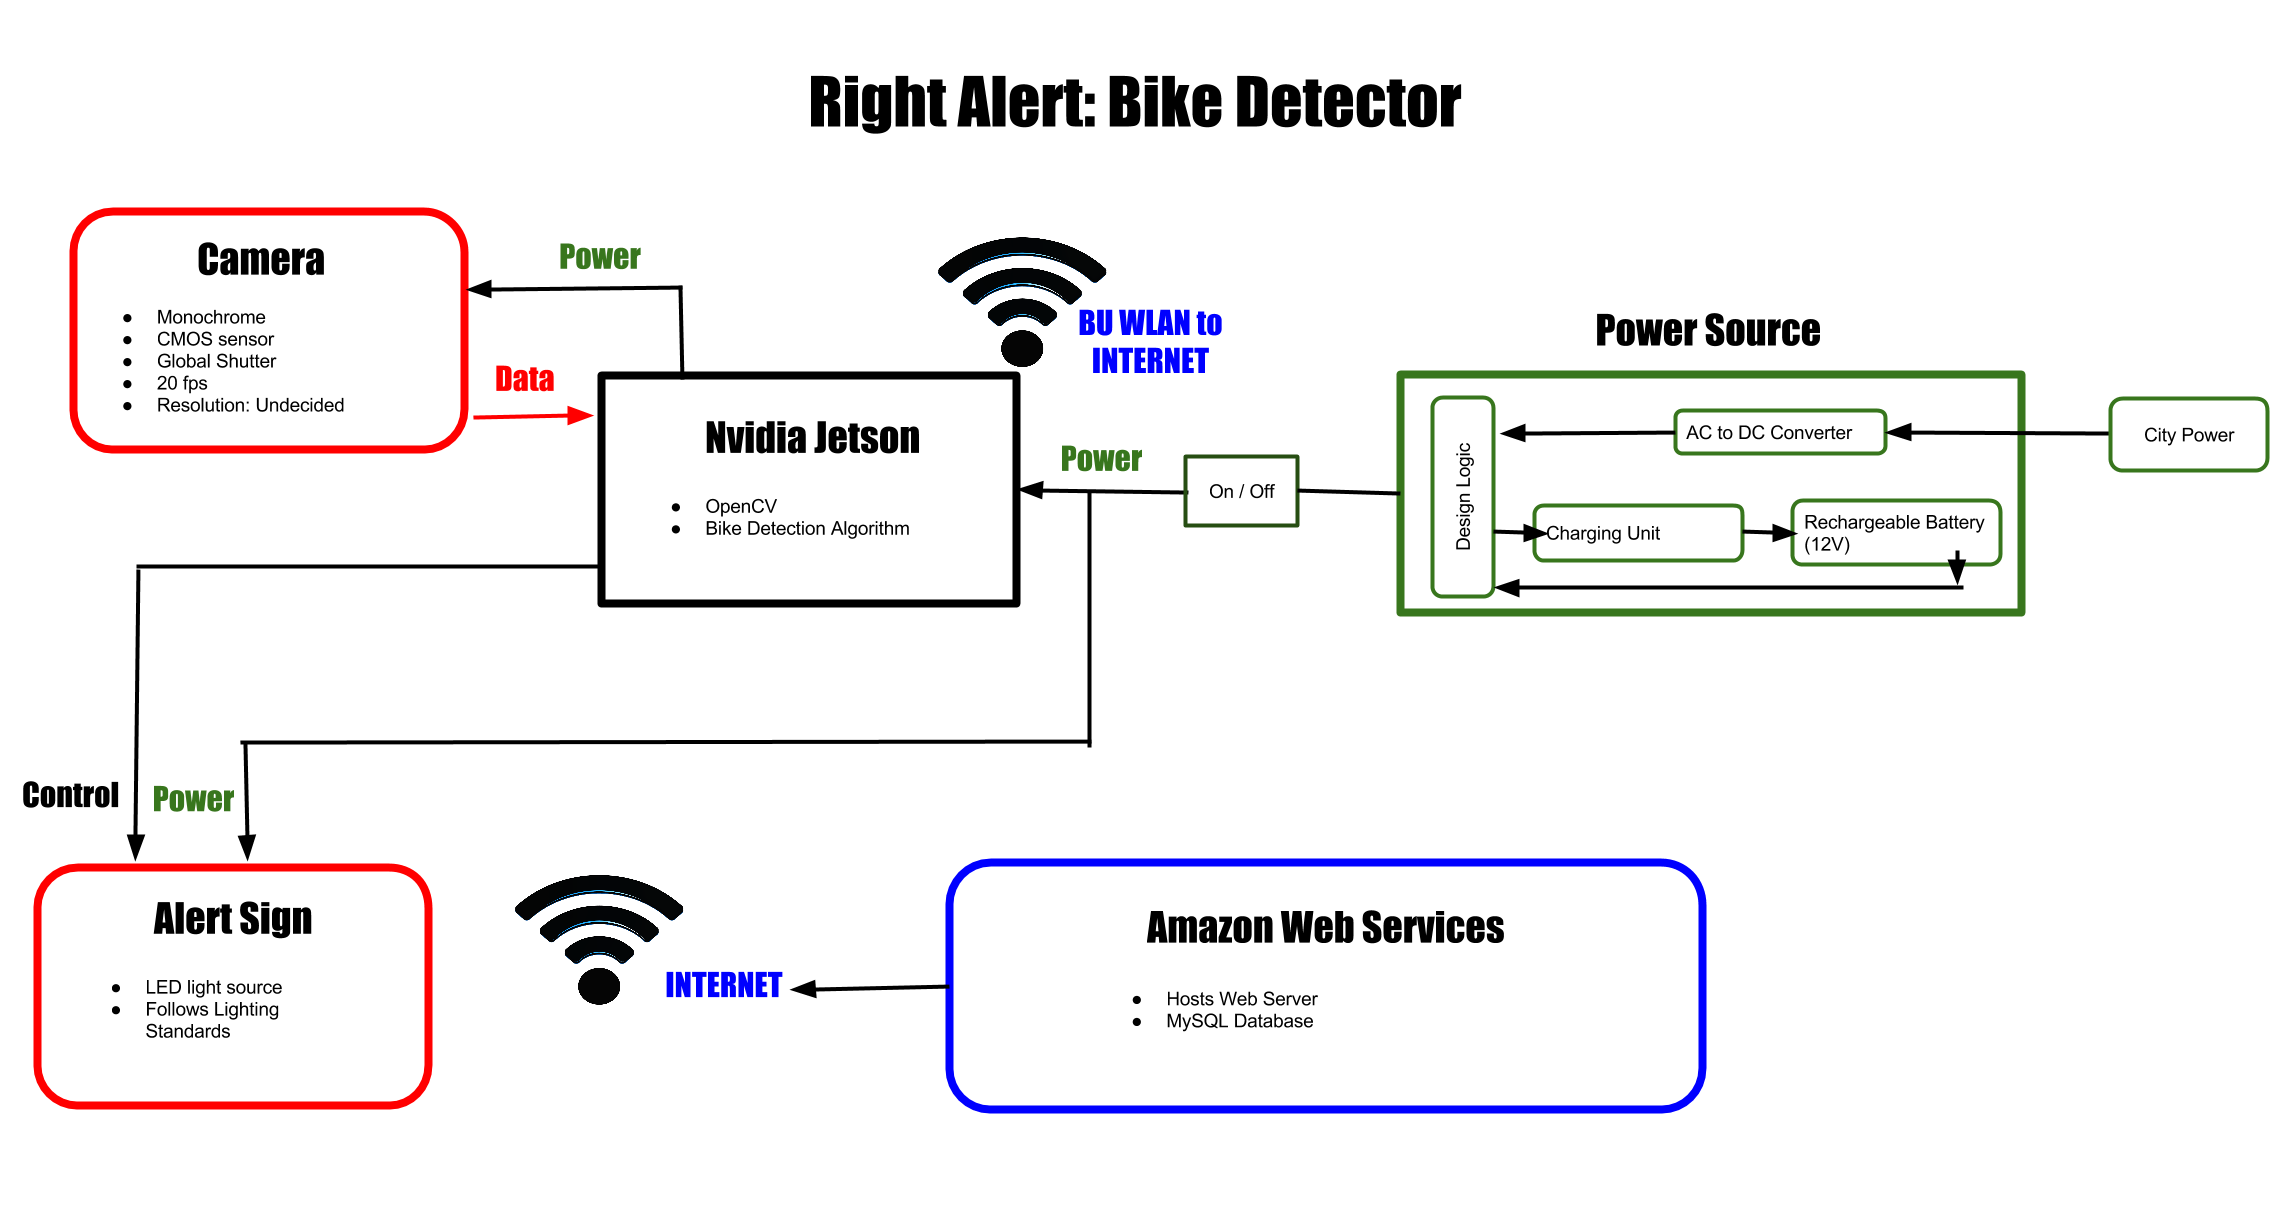 Right Alert: Bike Detector
Camera
● Monochrome
● CMOS sensor
● Global Shutter
● 20 fps
● Resolution: Undecided
Power
Data
BU WLAN to
INTERNET
Nvidia Jetson
● OpenCV
● Bike Detection Algorithm
Power
On / Off
Power Source
Design Logic
AC to DC Converter
Charging Unit
Rechargeable Battery
(12V)
City Power
Control
Power
Alert Sign
● LED light source
● Follows Lighting
Standards
INTERNET
Amazon Web Services
● Hosts Web Server
● MySQL Database